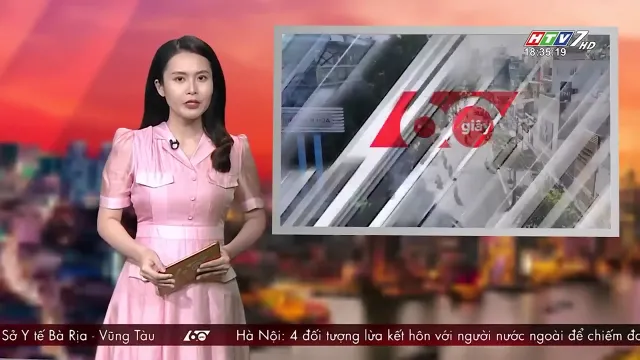 HTV7 HD
18:35:19
60 giây
Sở Y tế Bà Rịa - Vũng Tàu 60 Hà Nội: 4 đối tượng lừa kết hôn với người nước ngoài để chiếm đo